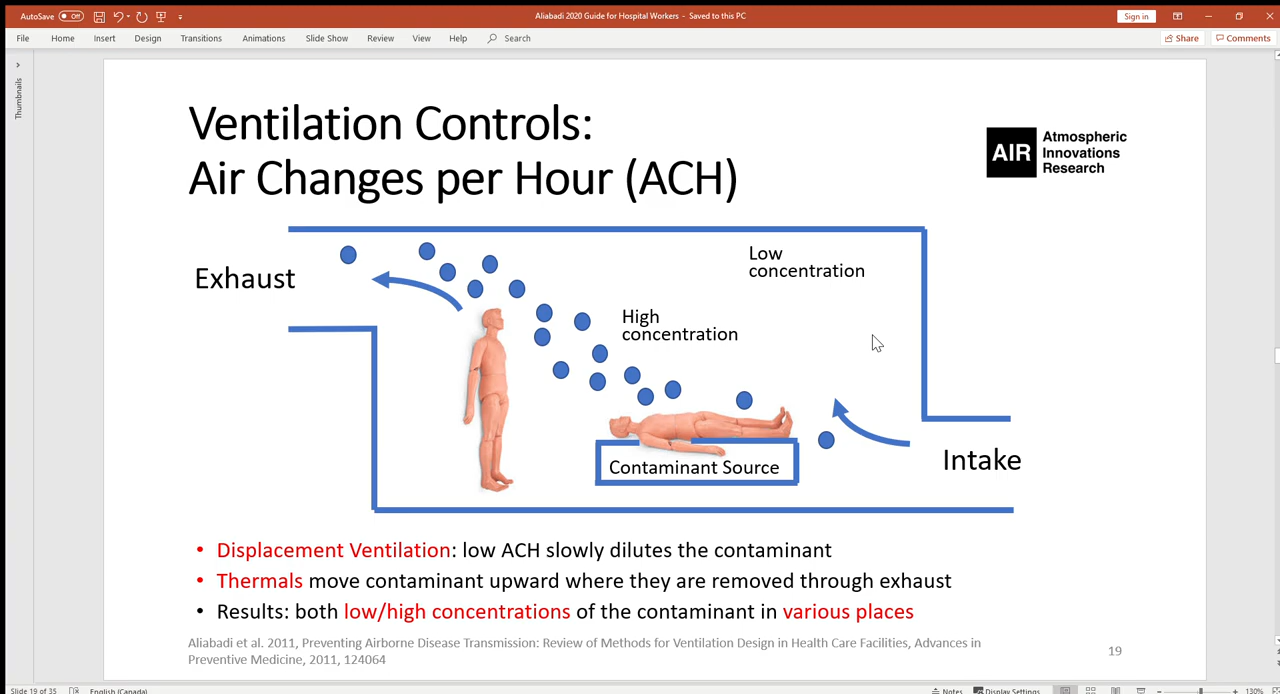 AutoSave Off
Aliabadi 2020 Guide for Hospital Workers - Saved to this PC
Sign in
File Home Insert Design Transitions Animations Slide Show Review View Help Search
Share Comments
Thumbnails
Ventilation Controls:
Air Changes per Hour (ACH)
AIR
Atmospheric
Innovations
Research
Exhaust
Low
concentration
High
concentration
Contaminant Source
Intake
• Displacement Ventilation: low ACH slowly dilutes the contaminant
• Thermals move contaminant upward where they are removed through exhaust
• Results: both low/high concentrations of the contaminant in various places
Aliabadi et al. 2011, Preventing Airborne Disease Transmission: Review of Methods for Ventilation Design in Health Care Facilities, Advances in
Preventive Medicine, 2011, 124064
19
Slide 19 of 35 English (Canada) Notes Display Settings 130%